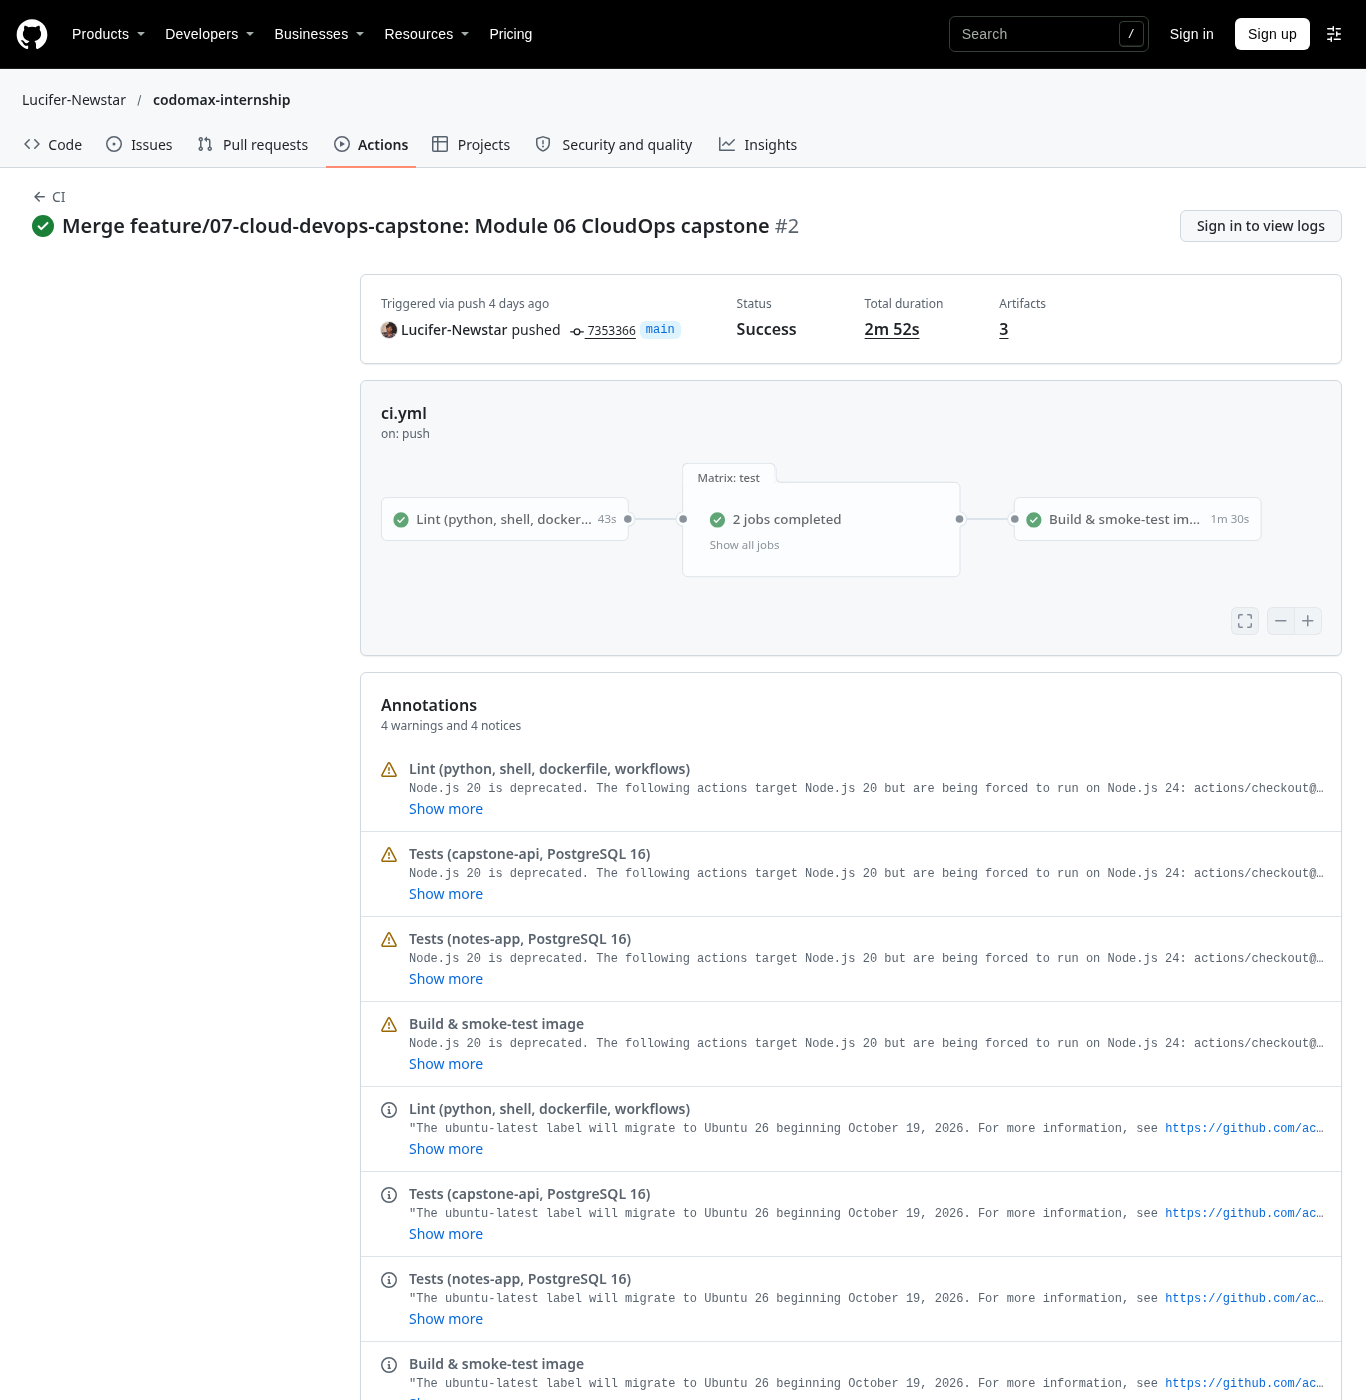 Products Developers Businesses Resources Pricing Search / Sign in Sign up
Lucifer-Newstar / codomax-internship
Code Issues Pull requests Actions Projects Security and quality Insights
CI
Merge feature/07-cloud-devops-capstone: Module 06 CloudOps capstone #2
Sign in to view logs
Triggered via push 4 days ago
Lucifer-Newstar pushed 7353366 main
Status
Success
Total duration
2m 52s
Artifacts
3
ci.yml
on: push
Matrix: test
Lint (python, shell, docker... 43s
2 jobs completed
Show all jobs
Build & smoke-test im... 1m 30s
Annotations
4 warnings and 4 notices
Lint (python, shell, dockerfile, workflows)
Node.js 20 is deprecated. The following actions target Node.js 20 but are being forced to run on Node.js 24: actions/checkout@…
Show more
Tests (capstone-api, PostgreSQL 16)
Node.js 20 is deprecated. The following actions target Node.js 20 but are being forced to run on Node.js 24: actions/checkout@…
Show more
Tests (notes-app, PostgreSQL 16)
Node.js 20 is deprecated. The following actions target Node.js 20 but are being forced to run on Node.js 24: actions/checkout@…
Show more
Build & smoke-test image
Node.js 20 is deprecated. The following actions target Node.js 20 but are being forced to run on Node.js 24: actions/checkout@…
Show more
Lint (python, shell, dockerfile, workflows)
"The ubuntu-latest label will migrate to Ubuntu 26 beginning October 19, 2026. For more information, see https://github.com/ac…
Show more
Tests (capstone-api, PostgreSQL 16)
"The ubuntu-latest label will migrate to Ubuntu 26 beginning October 19, 2026. For more information, see https://github.com/ac…
Show more
Tests (notes-app, PostgreSQL 16)
"The ubuntu-latest label will migrate to Ubuntu 26 beginning October 19, 2026. For more information, see https://github.com/ac…
Show more
Build & smoke-test image
"The ubuntu-latest label will migrate to Ubuntu 26 beginning October 19, 2026. For more information, see https://github.com/ac…